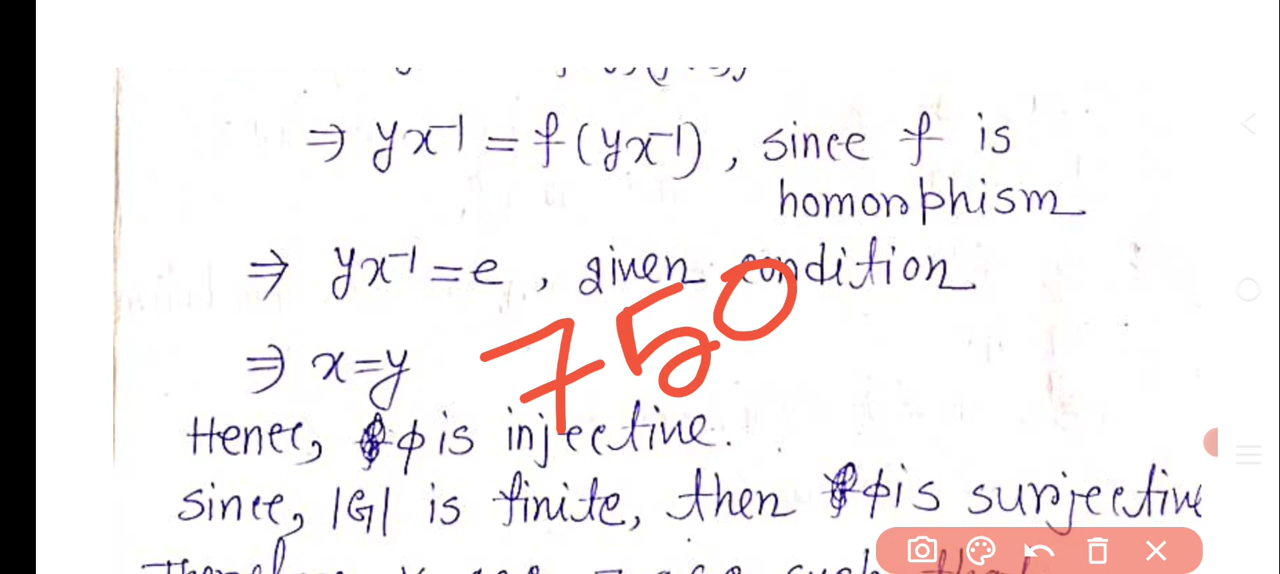 ⇒ yx⁻¹ = f(yx⁻¹), since f is
homomorphism
⇒ yx⁻¹ = e, given condition
750
⇒ x=y
Hence, ϕ is injective.
Since, |G| is finite, then ϕ is surjective